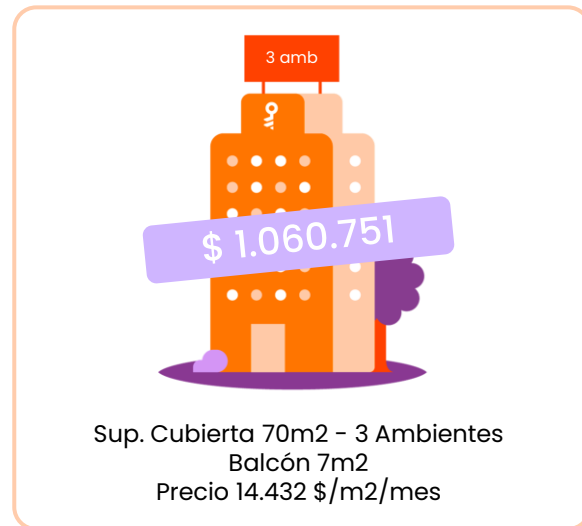 3 amb
$ 1.060.751
Sup. Cubierta 70m2 - 3 Ambientes
Balcón 7m2
Precio 14.432 $/m2/mes